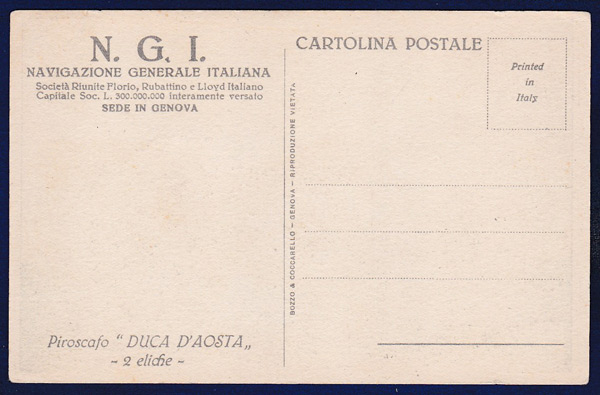 N. G. I.
NAVIGAZIONE GENERALE ITALIANA
Società Riunite Florio, Rubattino e Lloyd Italiano
Capitale Soc. L. 300.000.000 interamente versato
SEDE IN GENOVA
Piroscafo "DUCA D'AOSTA„
- 2 eliche -
BOZZO & COCCARELLO - GENOVA - RIPRODUZIONE VIETATA
CARTOLINA POSTALE
Printed
in
Italy